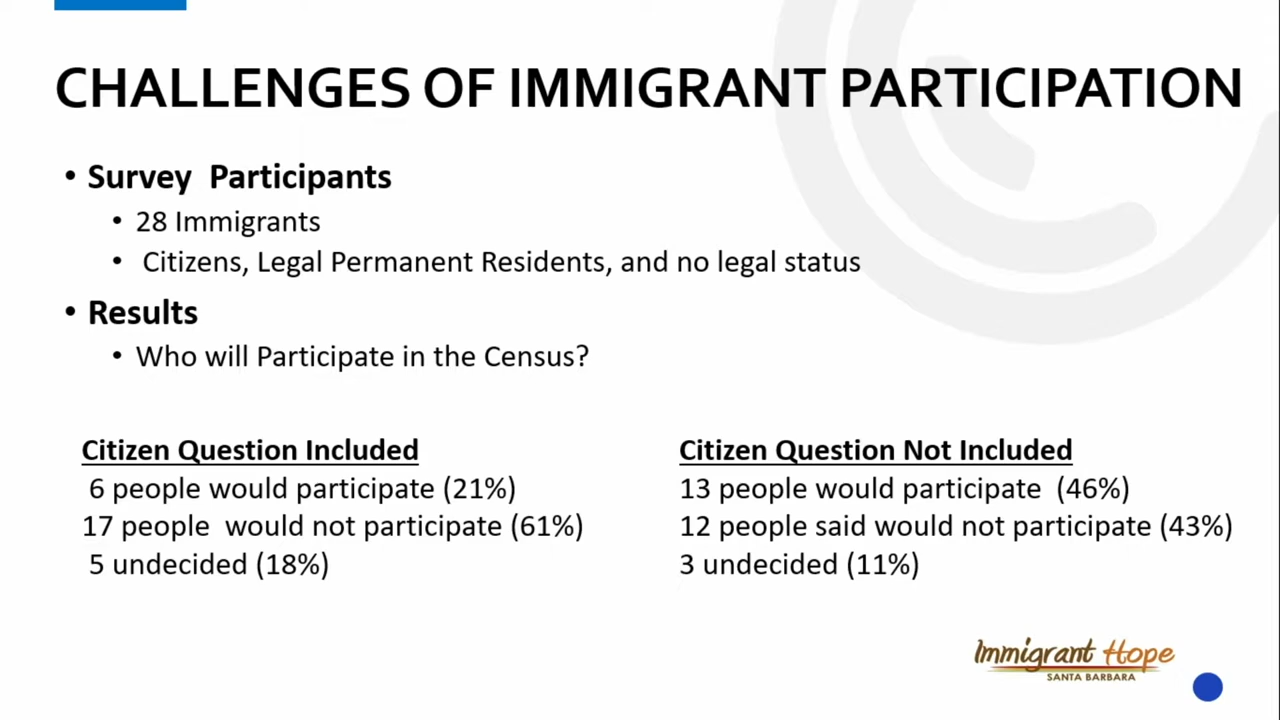 CHALLENGES OF IMMIGRANT PARTICIPATION
• Survey Participants
• 28 Immigrants
• Citizens, Legal Permanent Residents, and no legal status
• Results
• Who will Participate in the Census?
Citizen Question Included
6 people would participate (21%)
17 people would not participate (61%)
5 undecided (18%)
Citizen Question Not Included
13 people would participate (46%)
12 people said would not participate (43%)
3 undecided (11%)
Immigrant Hope
SANTA BARBARA